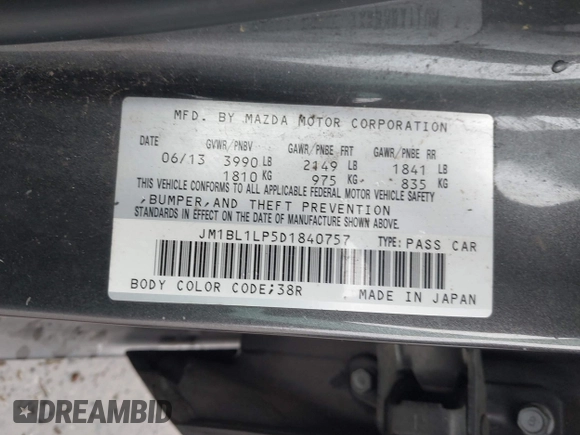 MFD. BY MAZDA MOTOR CORPORATION
DATE GVWR/PNBV GAWR/PNBE FRT GAWR/PNBE RR
06/13 3990 LB 2149 LB 1841 LB
1810 KG 975 KG 835 KG
THIS VEHICLE CONFORMS TO ALL APPLICABLE FEDERAL MOTOR VEHICLE SAFETY
,BUMPER,AND THEFT PREVENTION
STANDARDS IN EFFECT ON THE DATE OF MANUFACTURE SHOWN ABOVE.
JM1BL1LP5D1840757 TYPE: PASS CAR
BODY COLOR CODE;38R MADE IN JAPAN
DREAMBID